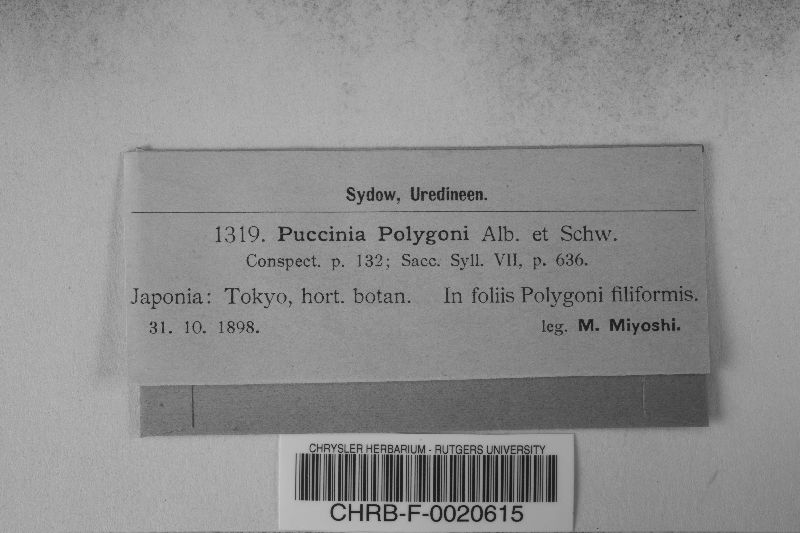 Sydow, Uredineen.
1319. Puccinia Polygoni Alb. et Schw.
Conspect. p. 132; Sacc. Syll. VII, p. 636.
Japonia: Tokyo, hort. botan. In foliis Polygoni filiformis.
31. 10. 1898. leg. M. Miyoshi.
CHRYSLER HERBARIUM - RUTGERS UNIVERSITY
CHRB-F-0020615